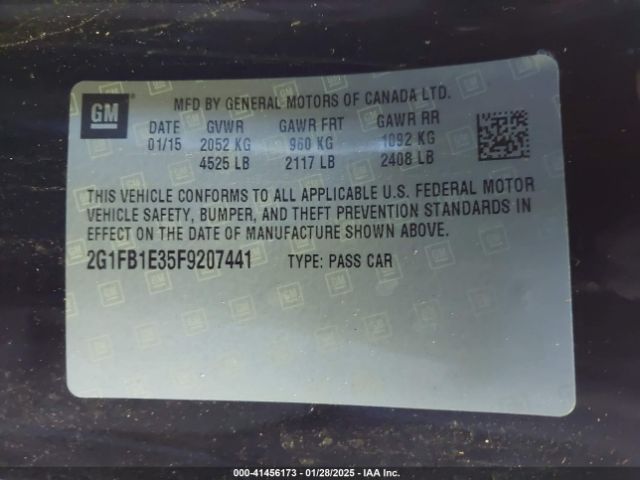 GM
MFD BY GENERAL MOTORS OF CANADA LTD.
DATE GVWR GAWR FRT GAWR RR
01/15 2052 KG 960 KG 1092 KG
4525 LB 2117 LB 2408 LB
THIS VEHICLE CONFORMS TO ALL APPLICABLE U.S. FEDERAL MOTOR
VEHICLE SAFETY, BUMPER, AND THEFT PREVENTION STANDARDS IN
EFFECT ON THE DATE OF MANUFACTURE SHOWN ABOVE.
2G1FB1E35F9207441 TYPE: PASS CAR
000-41456173 — 01/28/2025 — IAA Inc.